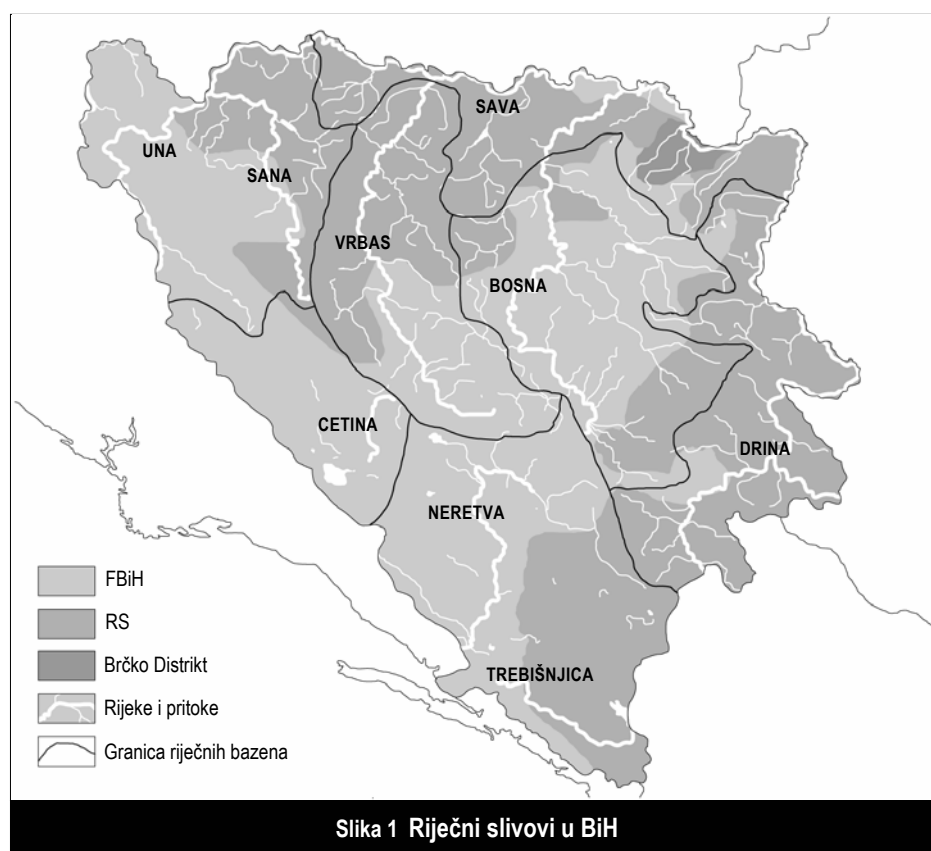 SAVA
UNA
SANA
VRBAS
BOSNA
CETINA
DRINA
NERETVA
TREBIŠNJICA
FBiH
RS
Brčko Distrikt
Rijeke i pritoke
Granica riječnih bazena
Slika 1 Riječni slivovi u BiH